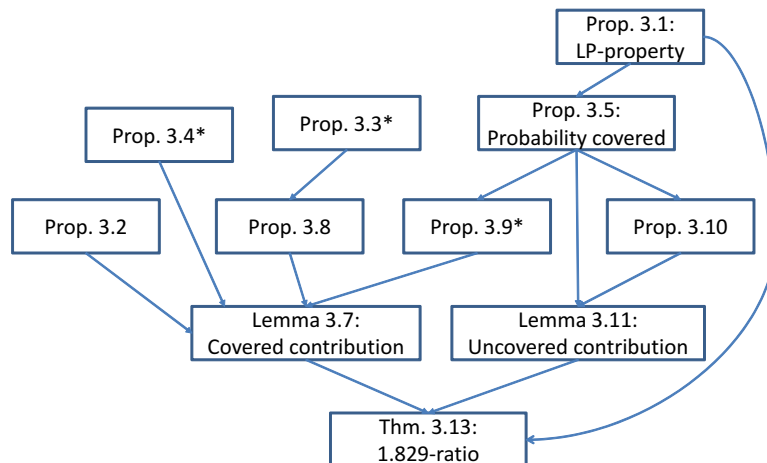 Prop. 3.1:
LP-property
Prop. 3.4*
Prop. 3.3*
Prop. 3.5:
Probability covered
Prop. 3.2
Prop. 3.8
Prop. 3.9*
Prop. 3.10
Lemma 3.7:
Covered contribution
Lemma 3.11:
Uncovered contribution
Thm. 3.13:
1.829-ratio